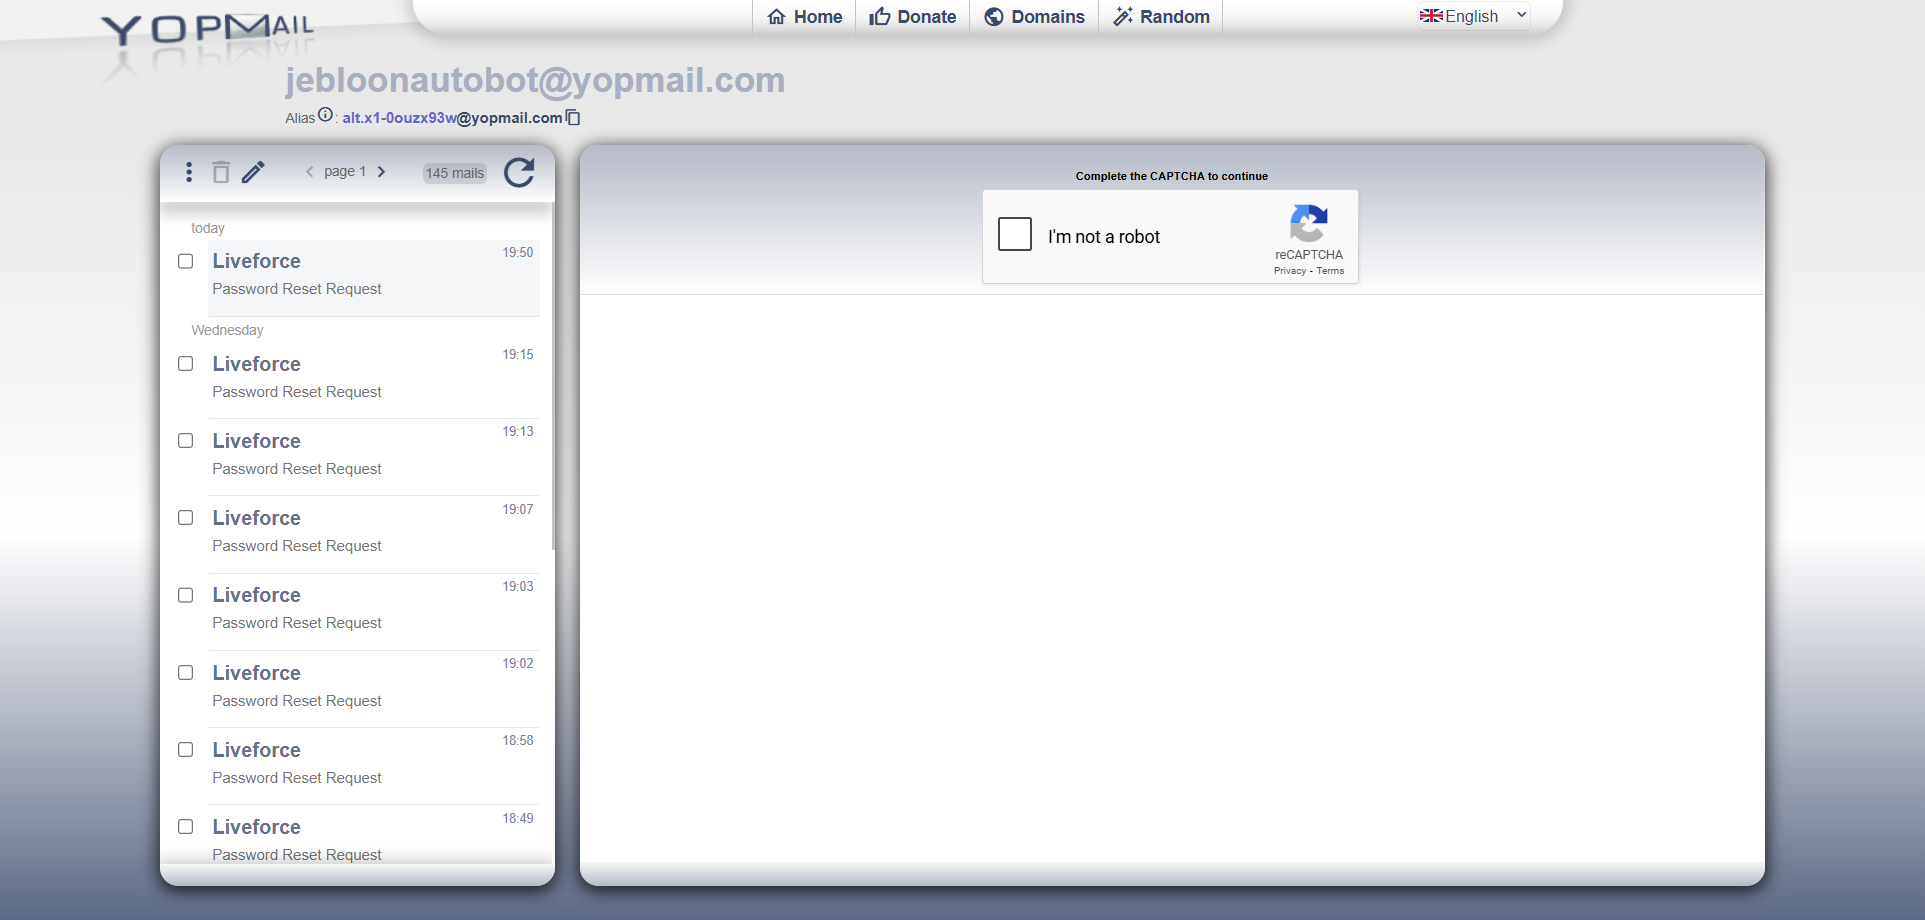 YOPMAIL
Home
Donate
Domains
Random
English
jebloonautobot@yopmail.com
Alias : alt.x1-0ouzx93w@yopmail.com
page 1
145 mails
today
Liveforce
19:50
Password Reset Request
Wednesday
Liveforce
19:15
Password Reset Request
Liveforce
19:13
Password Reset Request
Liveforce
19:07
Password Reset Request
Liveforce
19:03
Password Reset Request
Liveforce
19:02
Password Reset Request
Liveforce
18:58
Password Reset Request
Liveforce
18:49
Password Reset Request
Complete the CAPTCHA to continue
I'm not a robot
reCAPTCHA
Privacy - Terms